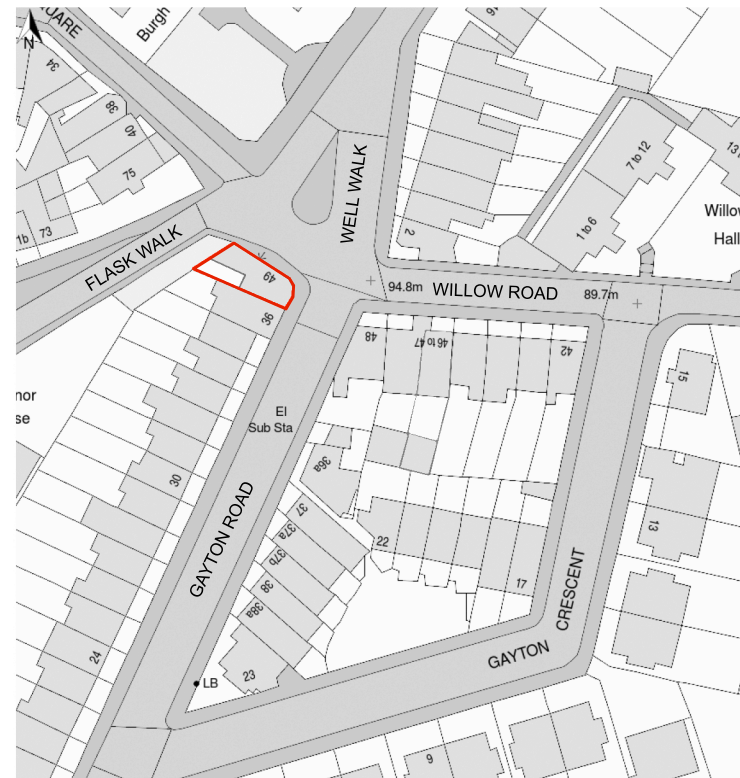 UARE
N
Burgh
34
38
40
75
1b
73
FLASK WALK
WELL WALK
2
7 to 12
1 to 6
13
Willow
Hall
94.8m
WILLOW ROAD
89.7m
49
36
48
46 to 47
42
15
nor
se
El
Sub Sta
30
36a
37
37a
37b
38
38a
22
17
13
GAYTON ROAD
GAYTON
CRESCENT
24
23
LB
9